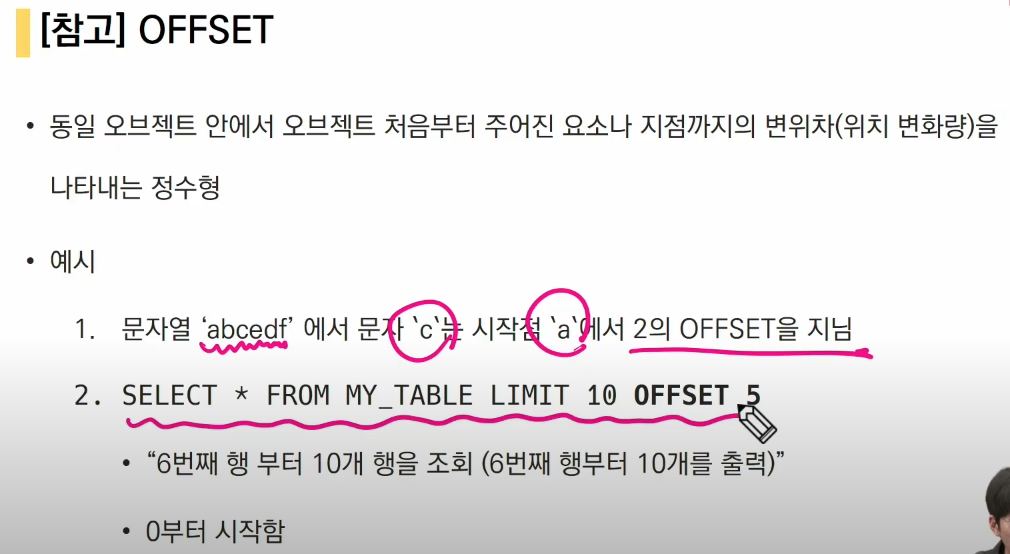 [참고] OFFSET
• 동일 오브젝트 안에서 오브젝트 처음부터 주어진 요소나 지점까지의 변위차(위치 변화량)을
나타내는 정수형
• 예시
1. 문자열 ‘abcedf’ 에서 문자 ‘c‘는 시작점 ‘a‘에서 2의 OFFSET을 지님
2. SELECT * FROM MY_TABLE LIMIT 10 OFFSET 5
• “6번째 행 부터 10개 행을 조회 (6번째 행부터 10개를 출력)”
• 0부터 시작함